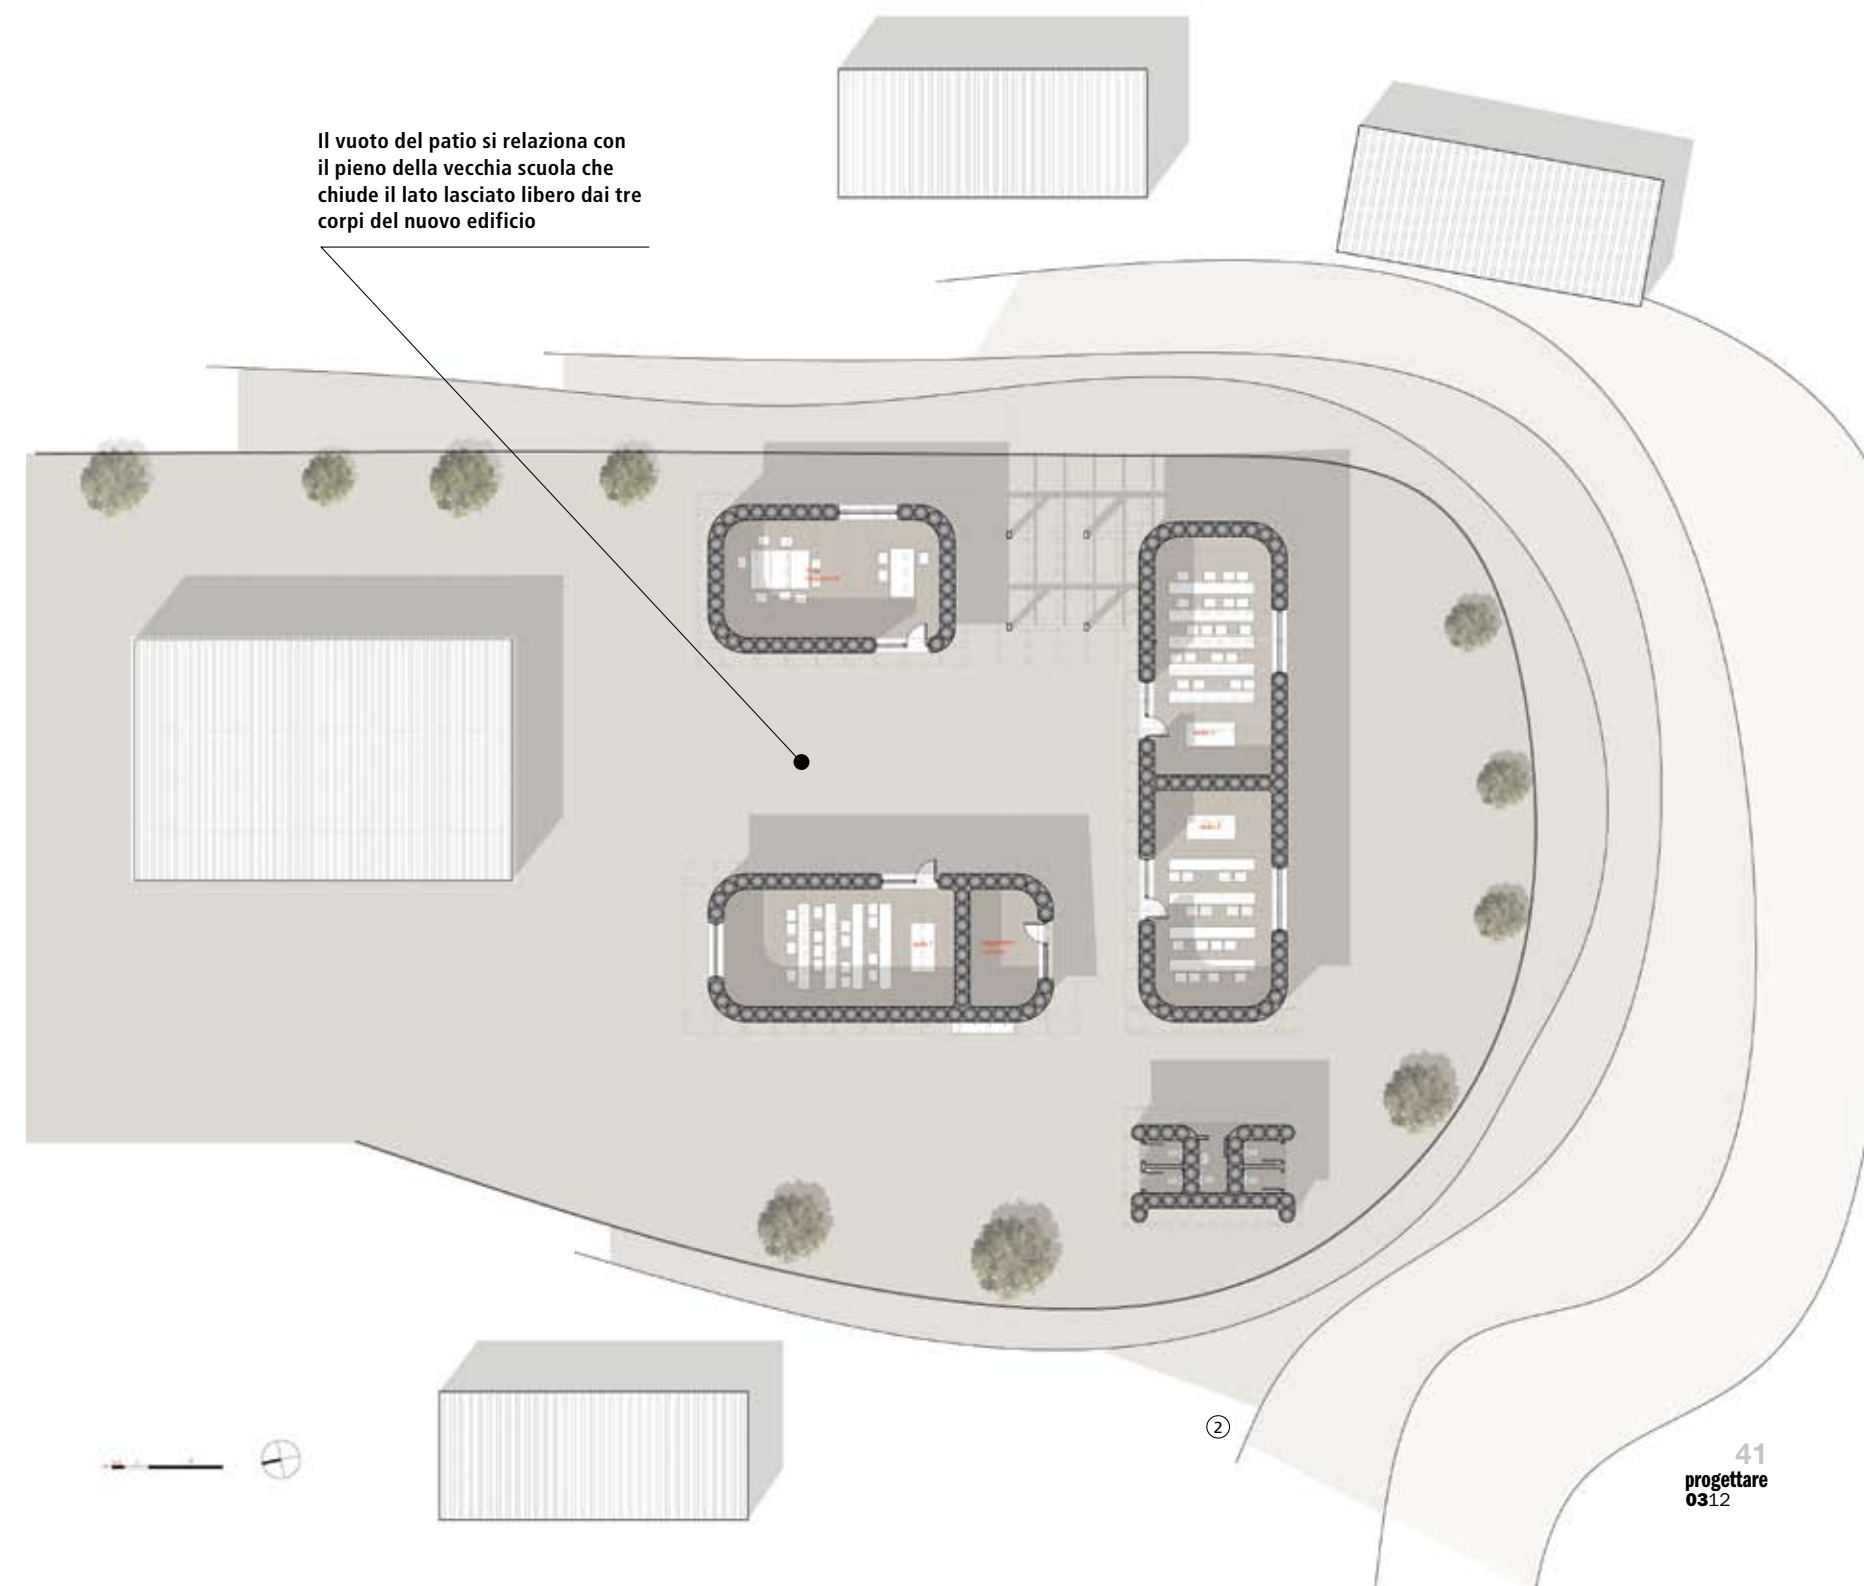 Il vuoto del patio si relaziona con
il pieno della vecchia scuola che
chiude il lato lasciato libero dai tre
corpi del nuovo edificio
2
41
progettare
0312